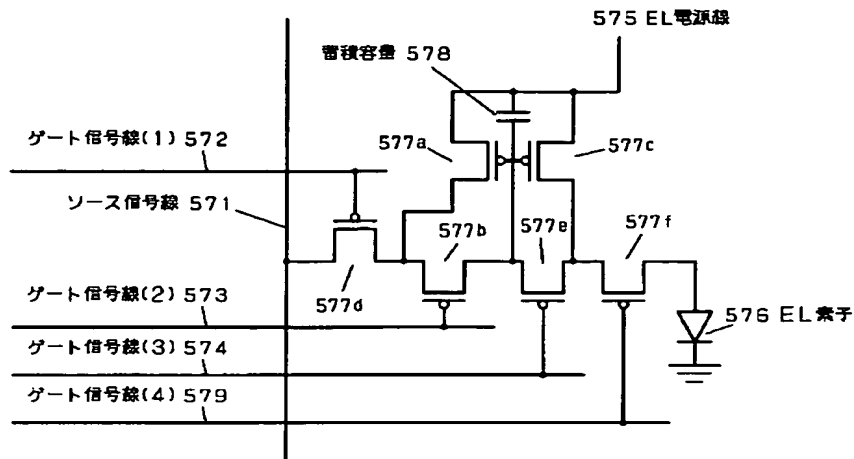 575 EL電源線
蓄積容量 578
ゲート信号線(1) 572
577a
577c
ソース信号線 571
577b
577e
577f
577d
ゲート信号線(2) 573
576 EL素子
ゲート信号線(3) 574
ゲート信号線(4) 579